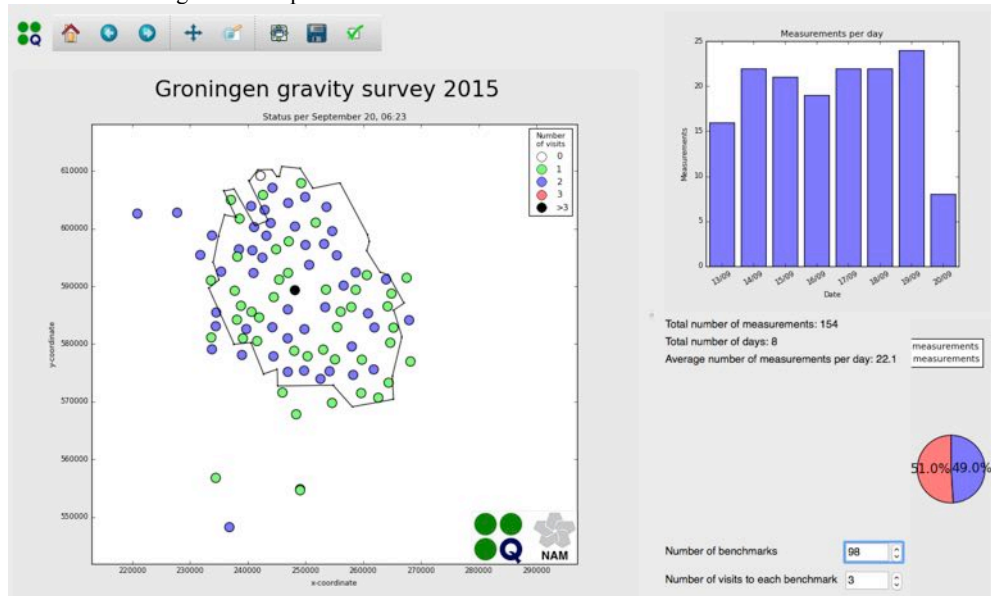 Q
Groningen gravity survey 2015
Status per September 20, 06:23
Number
of visits
0
1
2
3
>3
610000
600000
590000
580000
570000
560000
550000
y-coordinate
220000 230000 240000 250000 260000 270000 280000 290000
x-coordinate
Q
NAM
Measurements per day
25
20
15
10
5
0
Measurements
13/09 14/09 15/09 16/09 17/09 18/09 19/09 20/09
Date
Total number of measurements: 154
Total number of days: 8
Average number of measurements per day: 22.1
measurements
measurements
51.0% 49.0%
Number of benchmarks 98
Number of visits to each benchmark 3